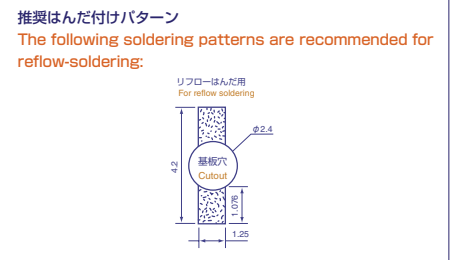 推奨はんだ付けパターン
The following soldering patterns are recommended for
reflow-soldering:
リフローはんだ用
For reflow soldering
φ2.4
4.2
基板穴
Cutout
1.076
1.25